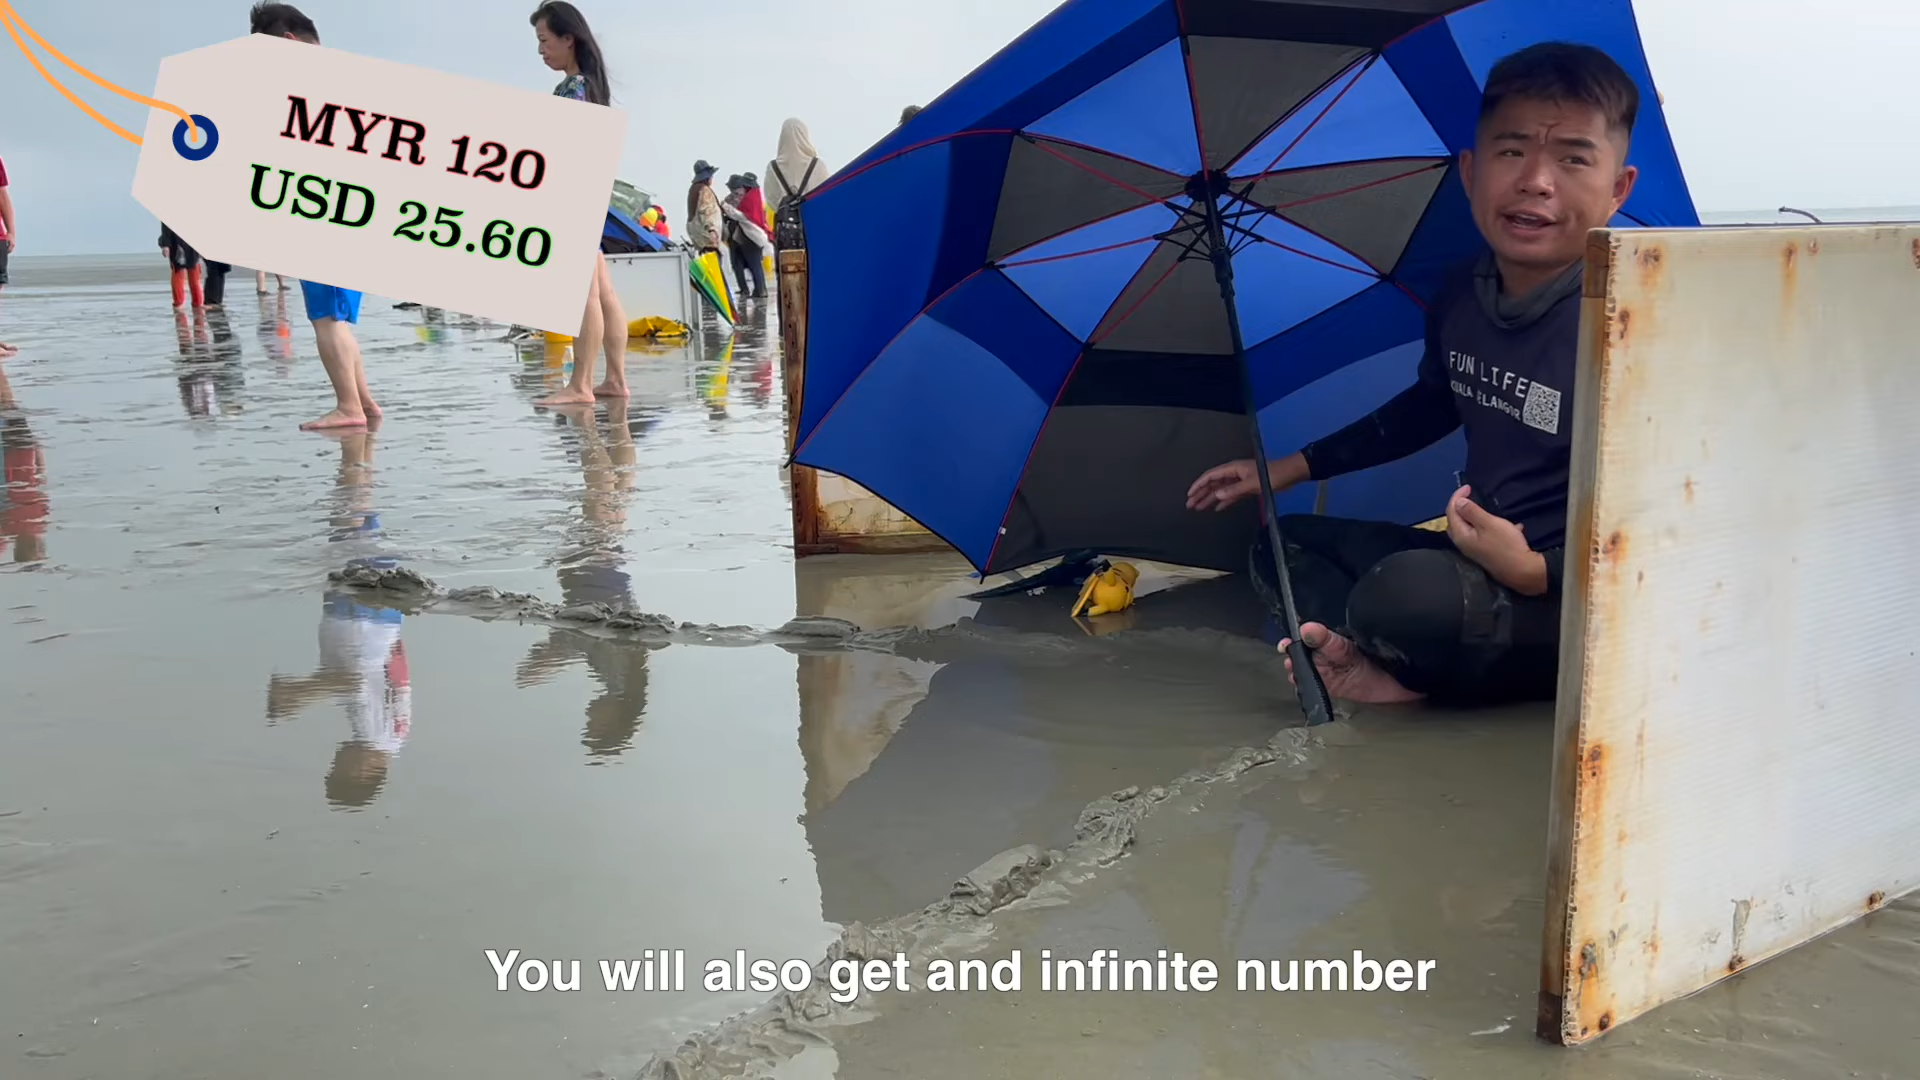 MYR 120
USD 25.60
FUN LIFE
KUALA SELANGOR
You will also get and infinite number